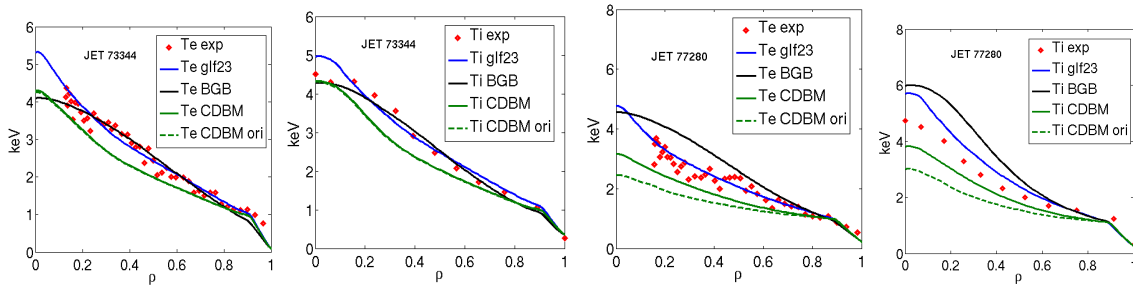 6
5
4
3
2
1
0
keV
JET 73344
Te exp
Te glf23
Te BGB
Te CDBM
Te CDBM ori
0 0.2 0.4 0.6 0.8 1
ρ
6
5
4
3
2
1
0
keV
JET 73344
Ti exp
Ti glf23
Ti BGB
Ti CDBM
Ti CDBM ori
0 0.2 0.4 0.6 0.8 1
ρ
8
6
4
2
0
keV
JET 77280
Te exp
Te glf23
Te BGB
Te CDBM
Te CDBM ori
0 0.2 0.4 0.6 0.8 1
ρ
8
6
4
2
0
keV
JET 77280
Ti exp
Ti glf23
Ti BGB
Ti CDBM
Ti CDBM ori
0 0.2 0.4 0.6 0.8 1
ρ